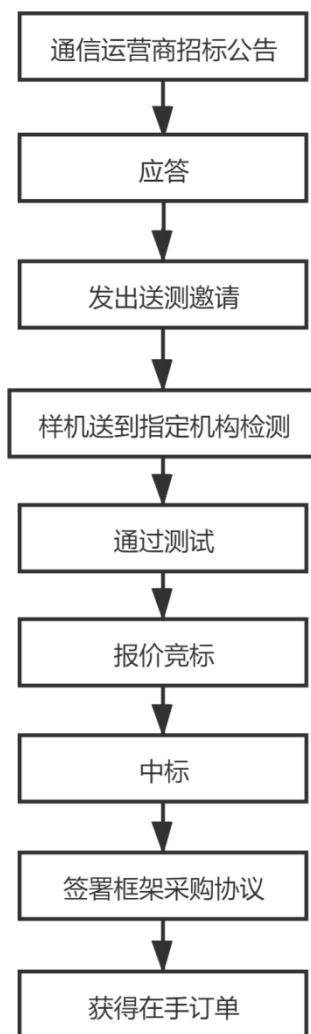 通信运营商招标公告
应答
发出送测邀请
样机送到指定机构检测
通过测试
报价竞标
中标
签署框架采购协议
获得在手订单